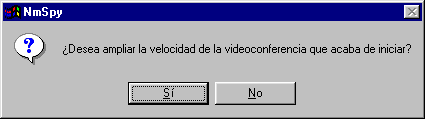 NmSpy
¿Desea ampliar la velocidad de la videoconferencia que acaba de iniciar?
Sí
No